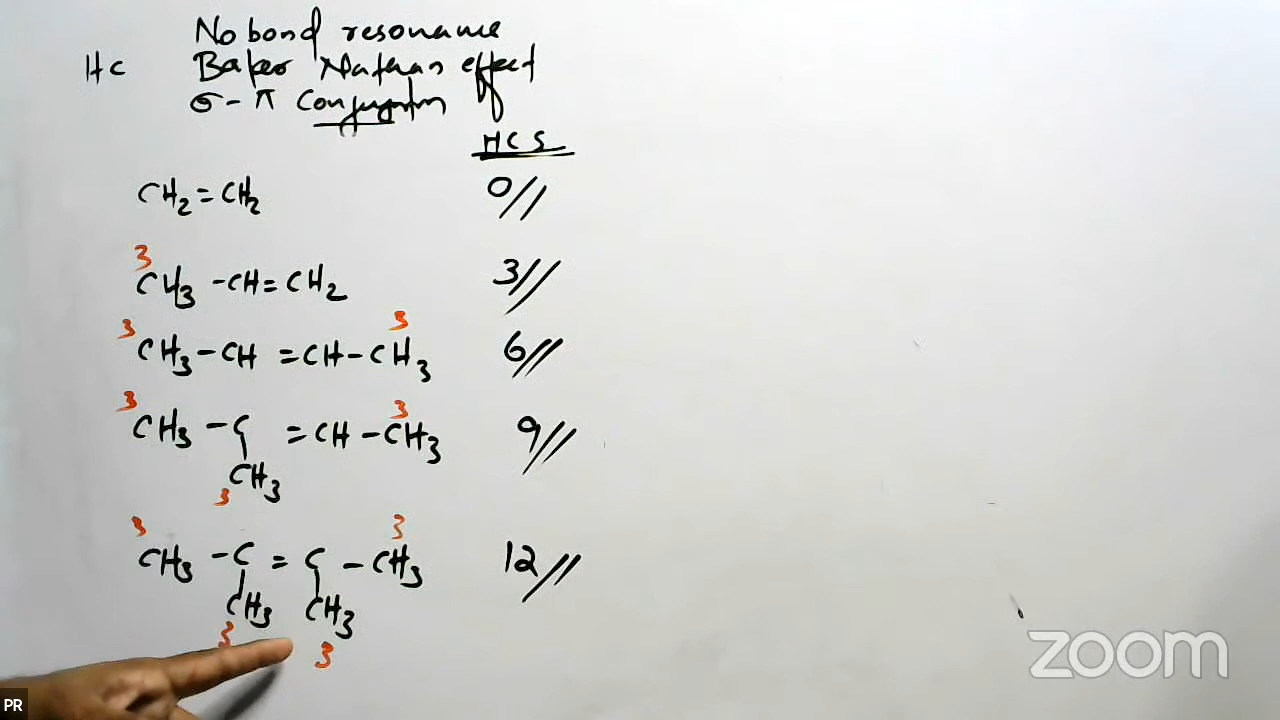 No bond resonance
Hc Baker Nathan effect
σ-π Conjugation
HCS
CH2=CH2 0//
3
CH3-CH=CH2 3//
3 3
CH3-CH=CH-CH3 6//
3 3
CH3-C=CH-CH3 9//
CH3
3
3 3
CH3-C=C-CH3 12//
CH3 CH3
3 3
zoom
PR